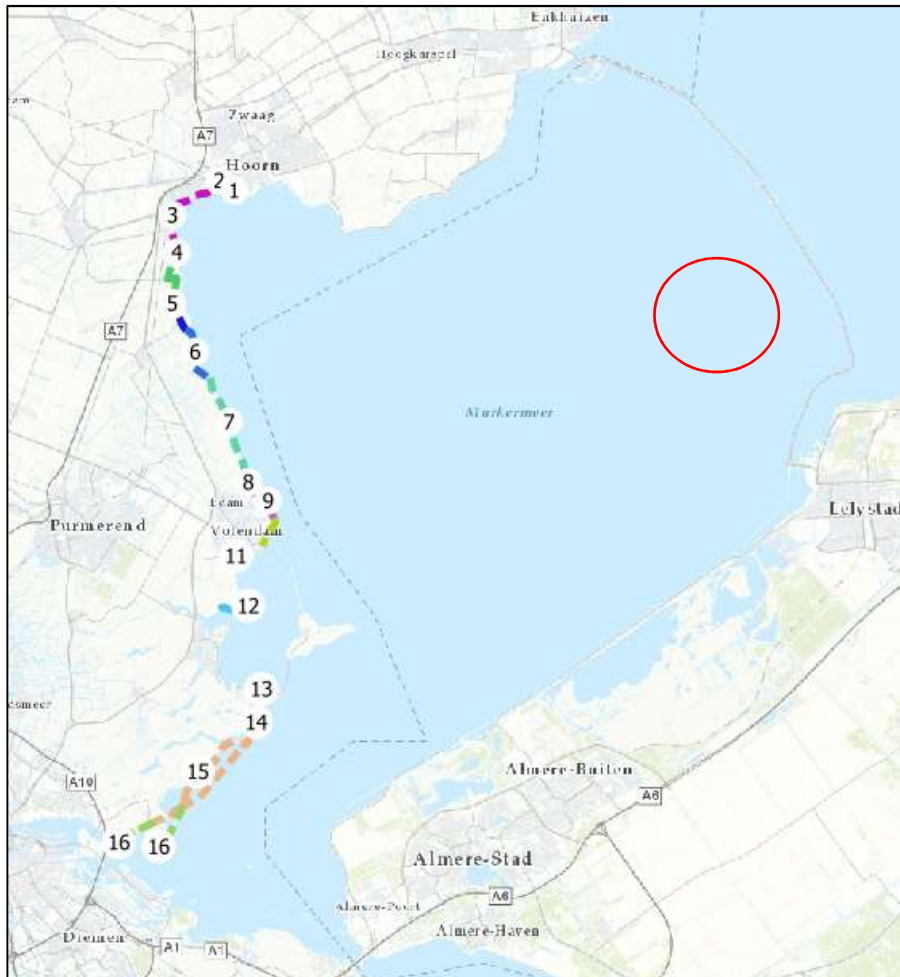 Enkhuizen
Hoogkarspel
Zwaag
A7
Hoorn
2
1
3
4
5
A7
6
Markermeer
7
8
9
Edam
Lelystad
Purmerend
Volendam
11
12
13
14
15
Almere-Buiten
A10
A6
16
16
Almere-Stad
A6
Almere-Poort
Almere-Haven
Diemen
A1
A1